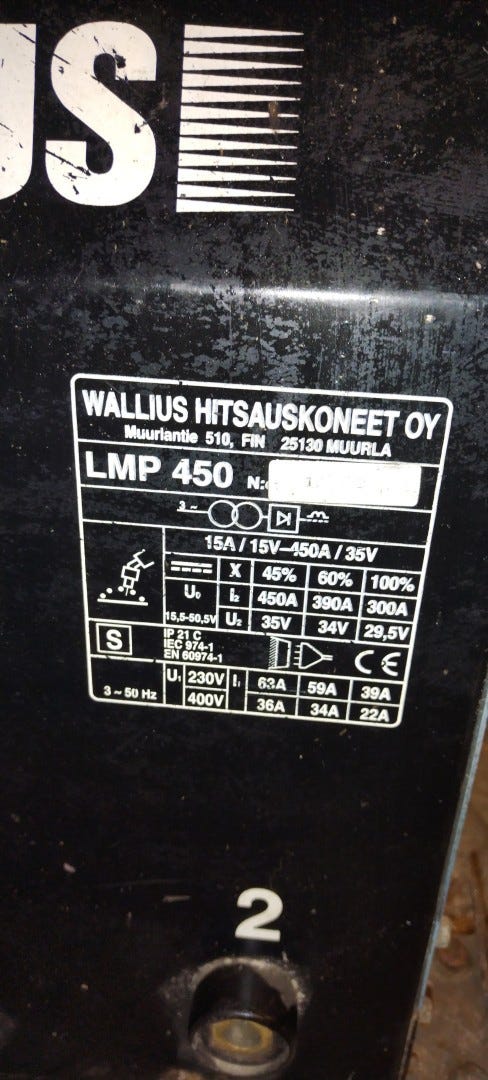 US
WALLIUS HITSAUSKONEET OY
Muuriantie 510, FIN 25130 MUURLA
LMP 450 N:o
3~
15A / 15V-450A / 35V
X 45% 60% 100%
U₀ I₂ 450A 390A 300A
15,5-50,5V U₂ 35V 34V 29,5V
S IP 21 C
IEC 974-1
EN 60974-1
CE
U₁ 230V I₁ 63A 59A 39A
3~50 Hz 400V 36A 34A 22A
2